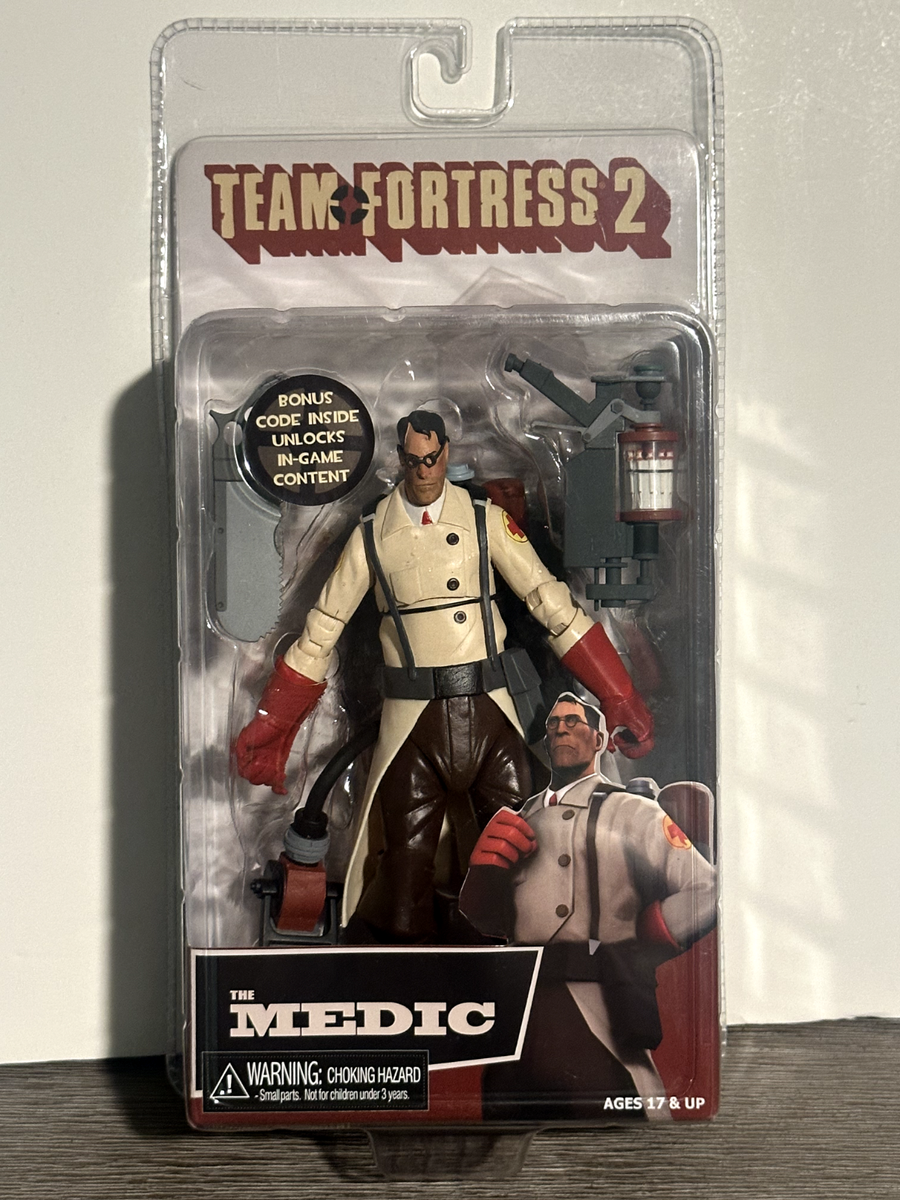 TEAM FORTRESS 2
BONUS
CODE INSIDE
UNLOCKS
IN-GAME
CONTENT
THE
MEDIC
WARNING: CHOKING HAZARD
- Small parts. Not for children under 3 years.
AGES 17 & UP